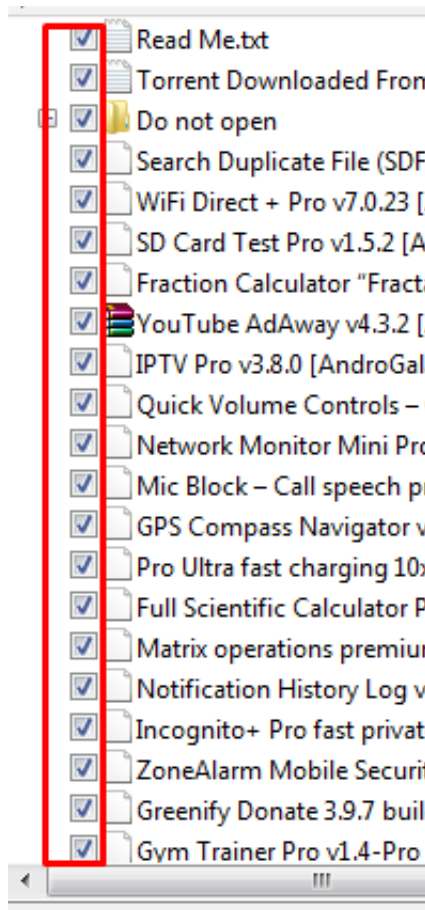 Read Me.txt
Torrent Downloaded From
Do not open
Search Duplicate File (SDF
WiFi Direct + Pro v7.0.23 [
SD Card Test Pro v1.5.2 [A
Fraction Calculator "Fract
YouTube AdAway v4.3.2 [
IPTV Pro v3.8.0 [AndroGal
Quick Volume Controls –
Network Monitor Mini Pro
Mic Block – Call speech p
GPS Compass Navigator v
Pro Ultra fast charging 10x
Full Scientific Calculator P
Matrix operations premiu
Notification History Log v
Incognito+ Pro fast privat
ZoneAlarm Mobile Securit
Greenify Donate 3.9.7 buil
Gym Trainer Pro v1.4-Pro